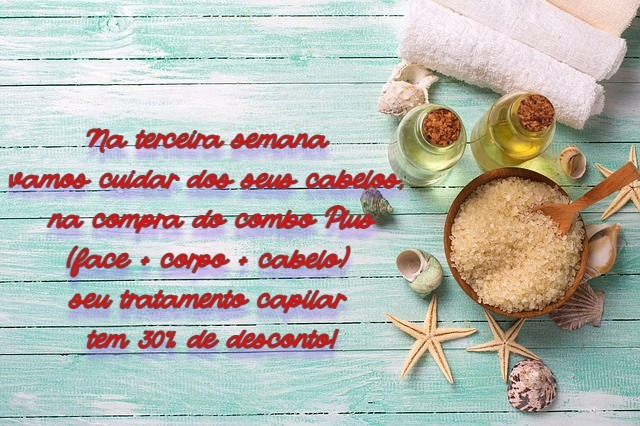 Na terceira semana
vamos cuidar dos seus cabelos,
na compra do combo Plus
(face + corpo + cabelo)
seu tratamento capilar
tem 30% de desconto!